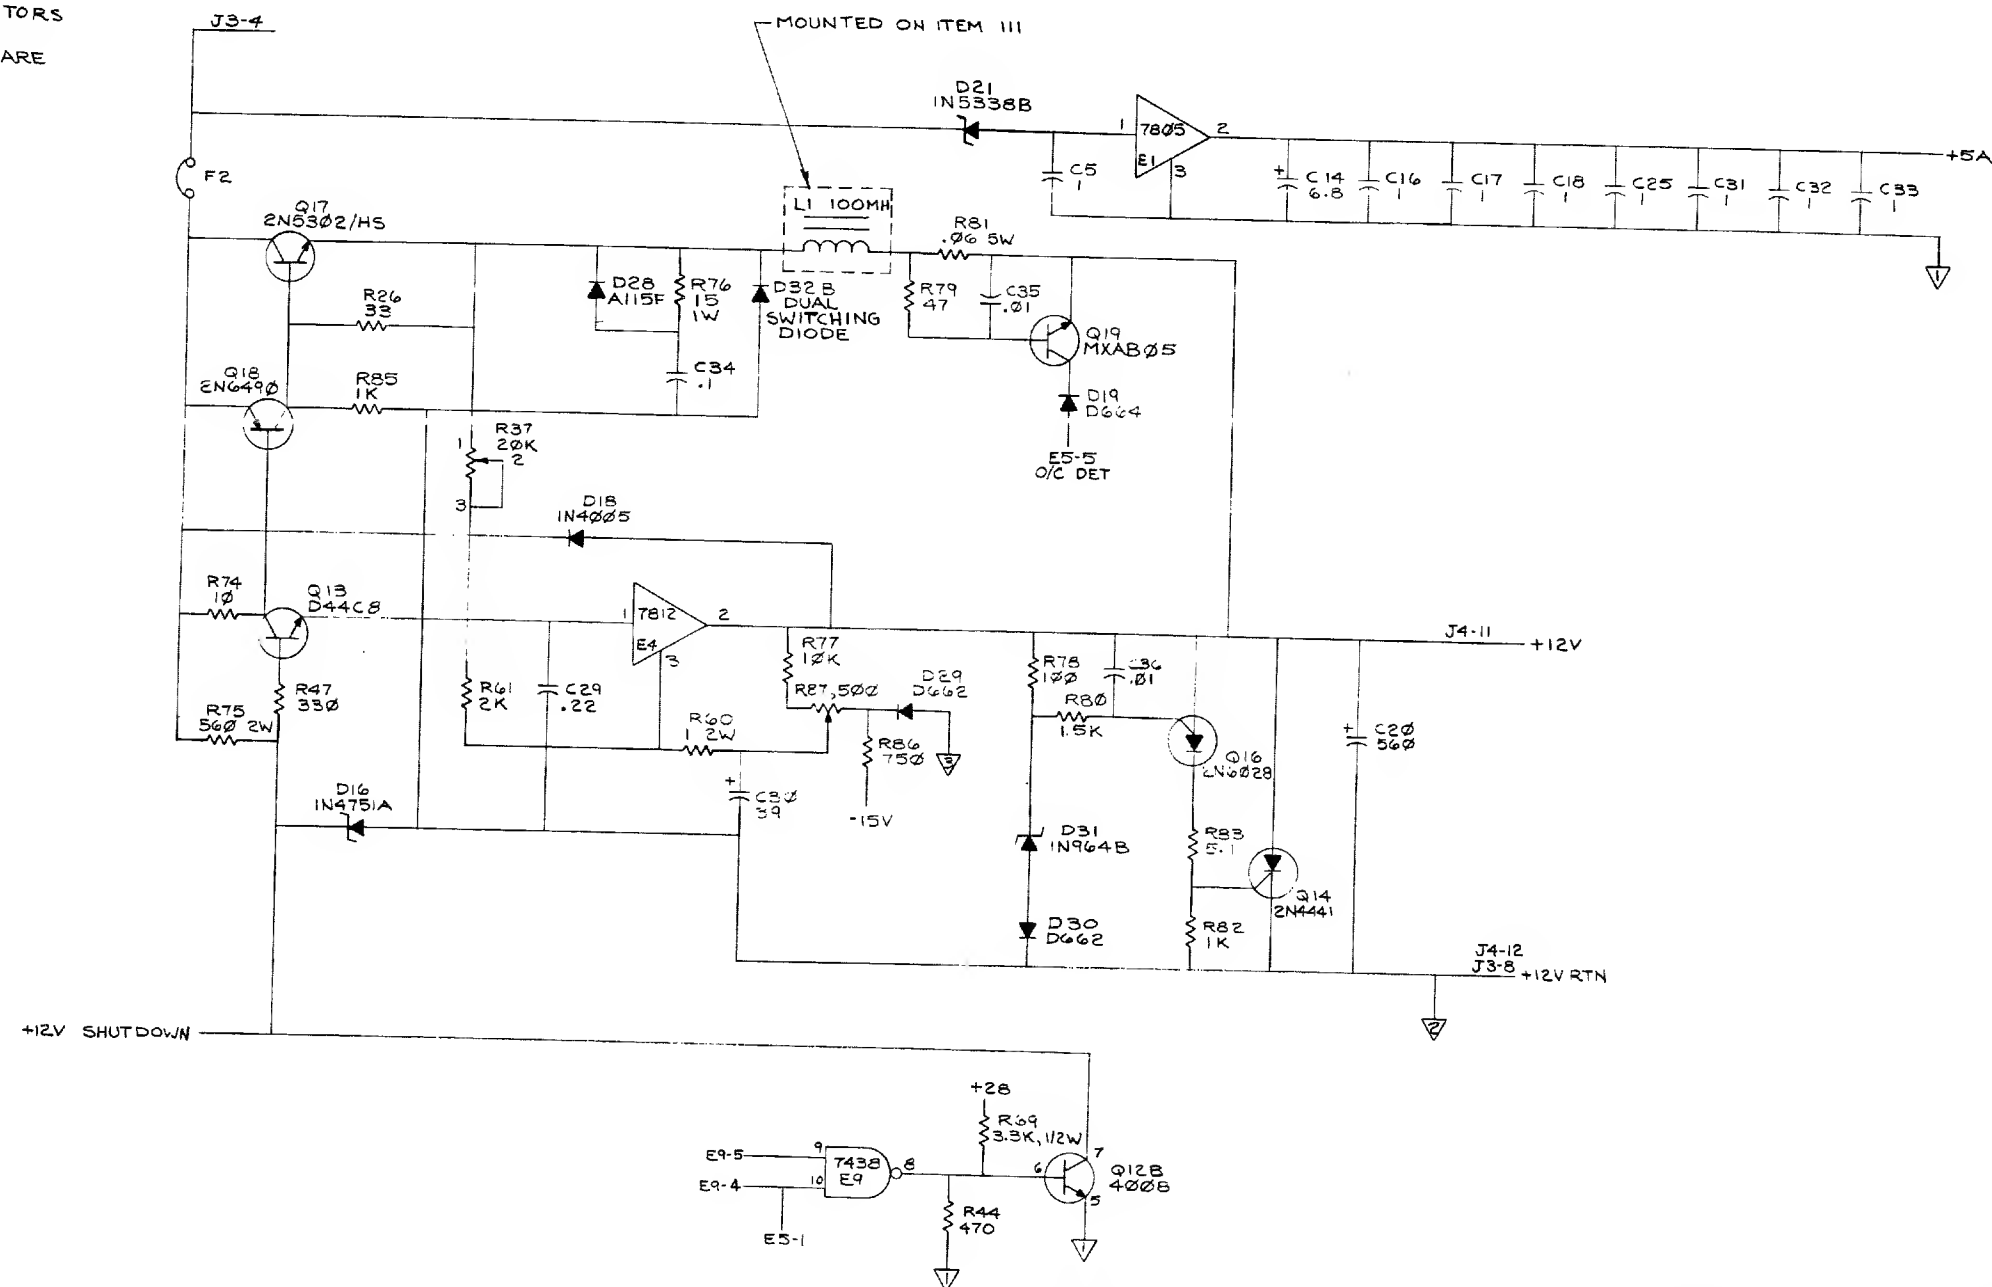 TORS
ARE
J3-4
MOUNTED ON ITEM 111
D21
1N5338B
1
7805
E1
2
3
+5A
C5
1
C14
6.8
+
C16
1
C17
1
C18
1
C25
1
C31
1
C32
1
C33
1
1
F2
Q17
2N5302/HS
L1 100MH
R81
.06 5W
R26
33
D28
A115F
R76
15
1W
D32B
DUAL
SWITCHING
DIODE
R79
47
C35
.01
Q19
MXAB05
C34
.1
D19
D664
E5-5
O/C DET
Q18
2N6490
R85
1K
R37
20K
1
2
3
D18
1N4005
R74
10
Q13
D44C8
1
7812
E4
2
3
J4-11
+12V
R77
10K
R87,500
D29
D662
R78
100
C36
.01
R80
1.5K
R47
330
R61
2K
C29
.22
R75
560 2W
R60
1 2W
R86
750
3
Q16
2N6028
+
C20
560
D16
1N4751A
+
C30
39
-15V
D31
1N964B
R83
5.1
Q14
2N4441
D30
D662
R82
1K
J4-12
J3-8
+12V RTN
2
+12V SHUTDOWN
+28
R69
3.3K, 1/2W
E9-5
9
7438
E9
8
E9-4
10
E5-1
6
7
Q12B
4008
5
R44
470
1
1